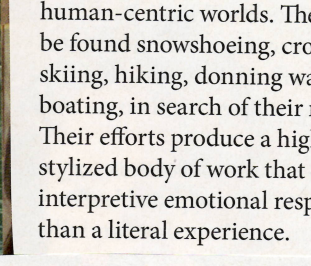 human-centric worlds. The
be found snowshoeing, cro
skiing, hiking, donning wa
boating, in search of their
Their efforts produce a hig
stylized body of work that
interpretive emotional resp
than a literal experience.